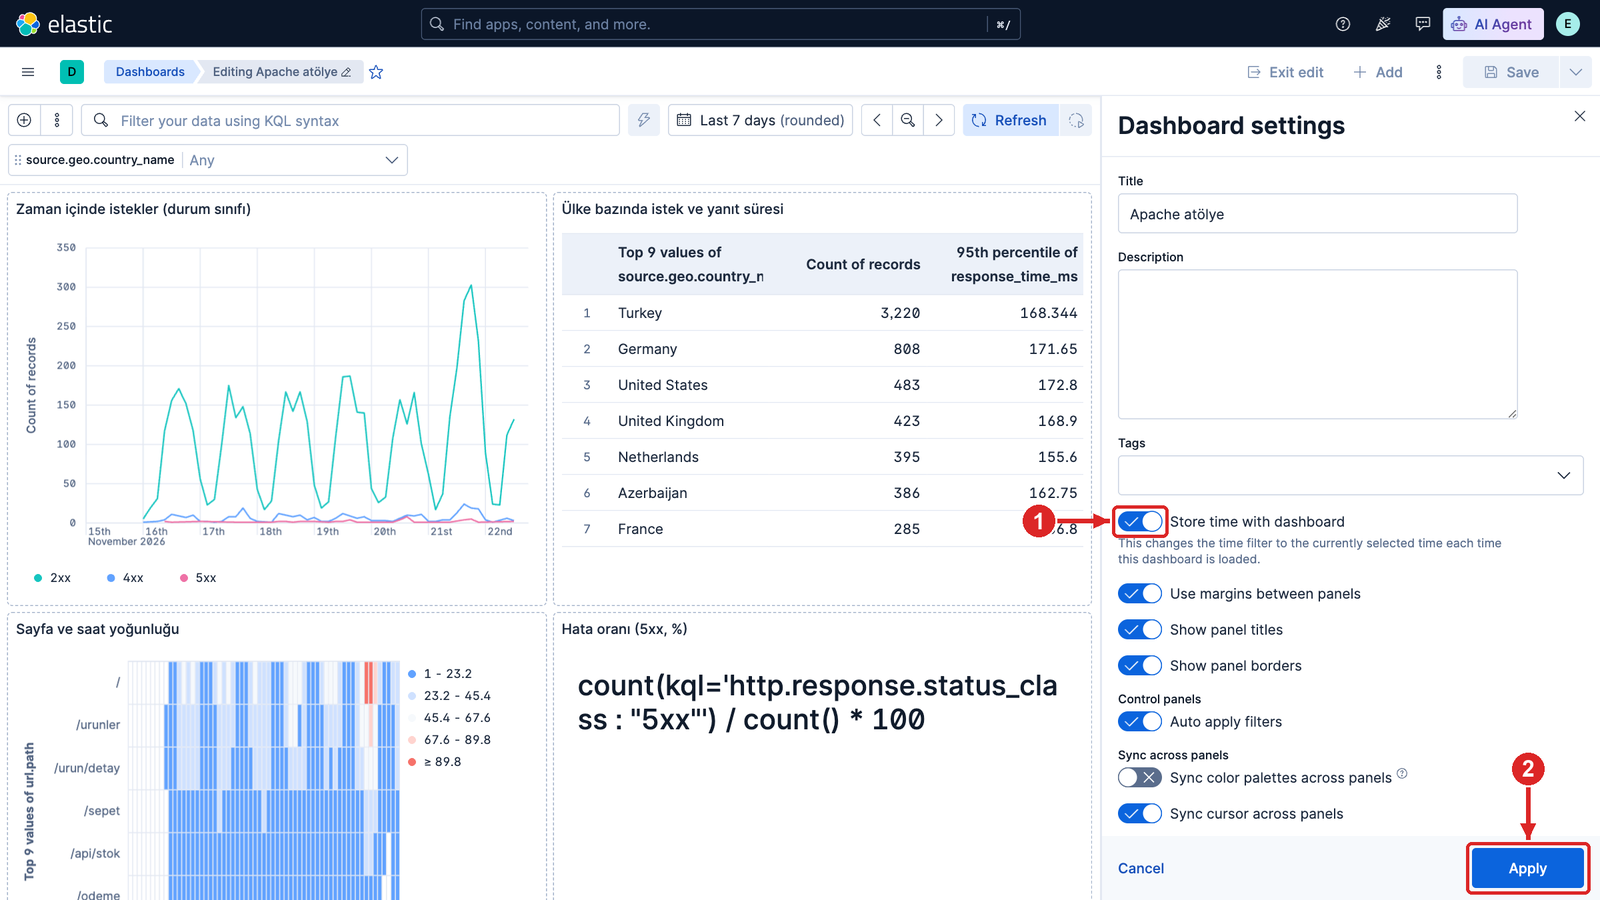 elastic
Find apps, content, and more.
⌘/
AI Agent
E
D
Dashboards
Editing Apache atölye
Exit edit
Add
Save
Filter your data using KQL syntax
Last 7 days (rounded)
Refresh
source.geo.country_name
Any
Zaman içinde istekler (durum sınıfı)
Count of records
350
300
250
200
150
100
50
0
15th
16th
17th
18th
19th
20th
21st
22nd
November 2026
2xx
4xx
5xx
Ülke bazında istek ve yanıt süresi
Top 9 values of
source.geo.country_n
Count of records
95th percentile of
response_time_ms
1 Turkey 3,220 168.344
2 Germany 808 171.65
3 United States 483 172.8
4 United Kingdom 423 168.9
5 Netherlands 395 155.6
6 Azerbaijan 386 162.75
7 France 285 6.8
Sayfa ve saat yoğunluğu
Top 9 values of url.path
/
/urunler
/urun/detay
/sepet
/api/stok
/odeme
1 - 23.2
23.2 - 45.4
45.4 - 67.6
67.6 - 89.8
≥ 89.8
Hata oranı (5xx, %)
count(kql='http.response.status_cla
ss : "5xx"') / count() * 100
Dashboard settings
Title
Apache atölye
Description
Tags
1
Store time with dashboard
This changes the time filter to the currently selected time each time
this dashboard is loaded.
Use margins between panels
Show panel titles
Show panel borders
Control panels
Auto apply filters
Sync across panels
Sync color palettes across panels
Sync cursor across panels
2
Cancel
Apply